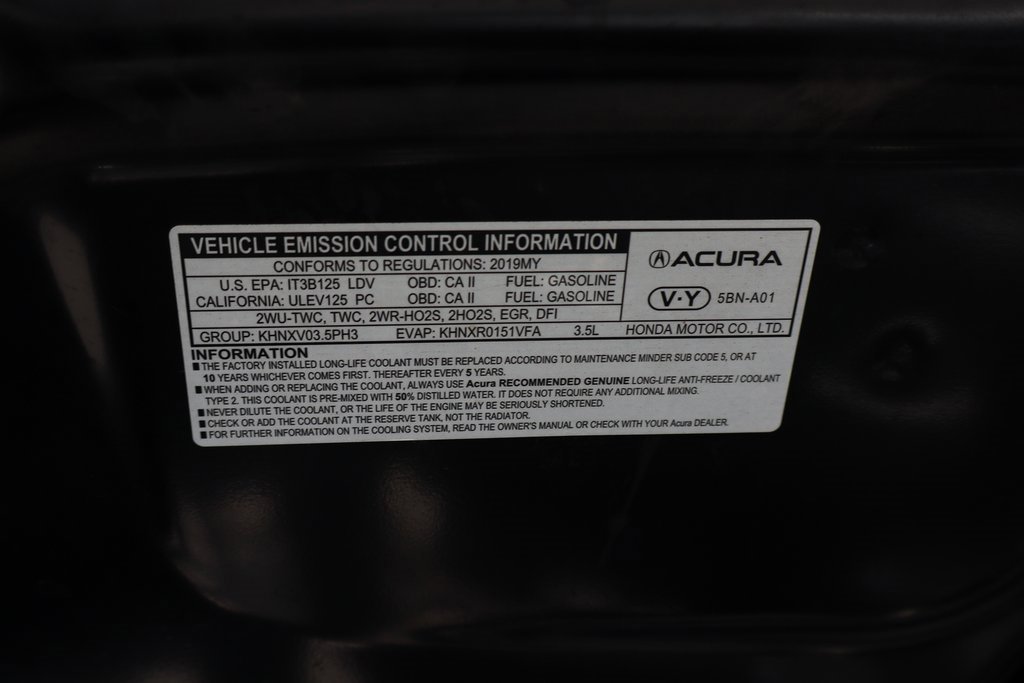 VEHICLE EMISSION CONTROL INFORMATION
CONFORMS TO REGULATIONS: 2019MY
U.S. EPA: IT3B125 LDV OBD: CA II FUEL: GASOLINE
CALIFORNIA: ULEV125 PC OBD: CA II FUEL: GASOLINE
2WU-TWC, TWC, 2WR-HO2S, 2HO2S, EGR, DFI
GROUP: KHNXV03.5PH3 EVAP: KHNXR0151VFA 3.5L
ACURA
V·Y 5BN-A01
HONDA MOTOR CO., LTD.
INFORMATION
■ THE FACTORY INSTALLED LONG-LIFE COOLANT MUST BE REPLACED ACCORDING TO MAINTENANCE MINDER SUB CODE 5, OR AT
10 YEARS WHICHEVER COMES FIRST. THEREAFTER EVERY 5 YEARS.
■ WHEN ADDING OR REPLACING THE COOLANT, ALWAYS USE Acura RECOMMENDED GENUINE LONG-LIFE ANTI-FREEZE / COOLANT
TYPE 2. THIS COOLANT IS PRE-MIXED WITH 50% DISTILLED WATER. IT DOES NOT REQUIRE ANY ADDITIONAL MIXING.
■ NEVER DILUTE THE COOLANT, OR THE LIFE OF THE ENGINE MAY BE SERIOUSLY SHORTENED.
■ CHECK OR ADD THE COOLANT AT THE RESERVE TANK, NOT THE RADIATOR.
■ FOR FURTHER INFORMATION ON THE COOLING SYSTEM, READ THE OWNER'S MANUAL OR CHECK WITH YOUR Acura DEALER.